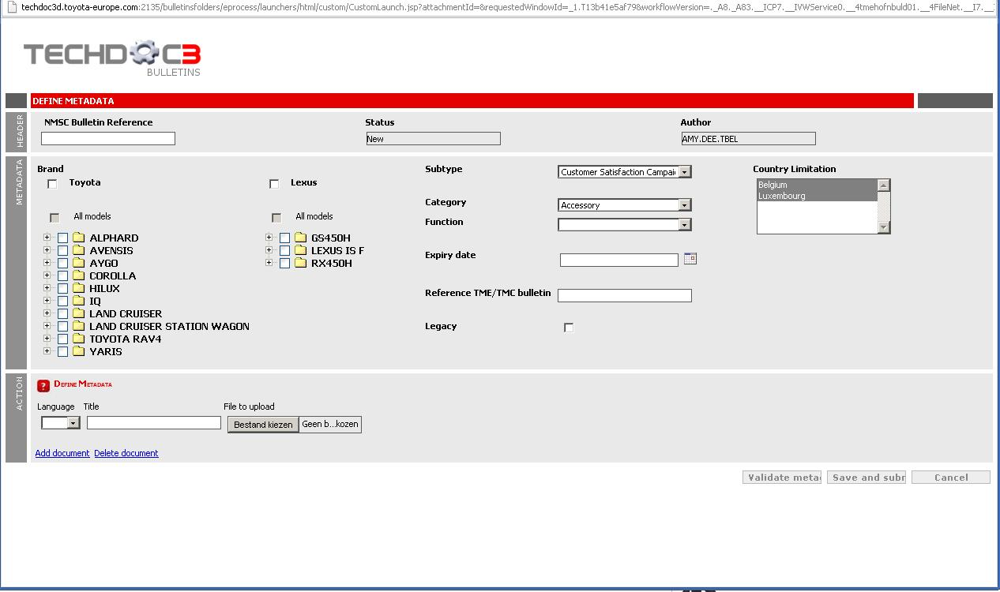 techdoc3d.toyota-europe.com:2135/bulletinsfolders/eprocess/launchers/html/custom/CustomLaunch.jsp?attachmentId=&requestedWindowId=_1.T13b41e5af79&workflowVersion=._A8._A83.__ICP7.__IVWService0.__4tmehofnbuld01.__4FileNet.__I7.__
TECHDOC3
BULLETINS
DEFINE METADATA
HEADER
NMSC Bulletin Reference
Status
New
Author
AMY.DEE.TBEL
METADATA
Brand
Toyota
All models
ALPHARD
AVENSIS
AYGO
COROLLA
HILUX
IQ
LAND CRUISER
LAND CRUISER STATION WAGON
TOYOTA RAV4
YARIS
Lexus
All models
GS450H
LEXUS IS F
RX450H
Subtype
Customer Satisfaction Campai
Category
Accessory
Function
Expiry date
Reference TME/TMC bulletin
Legacy
Country Limitation
Belgium
Luxembourg
ACTION
DEFINE METADATA
Language
Title
File to upload
Bestand kiezen
Geen b...kozen
Add document
Delete document
Validate meta
Save and subr
Cancel